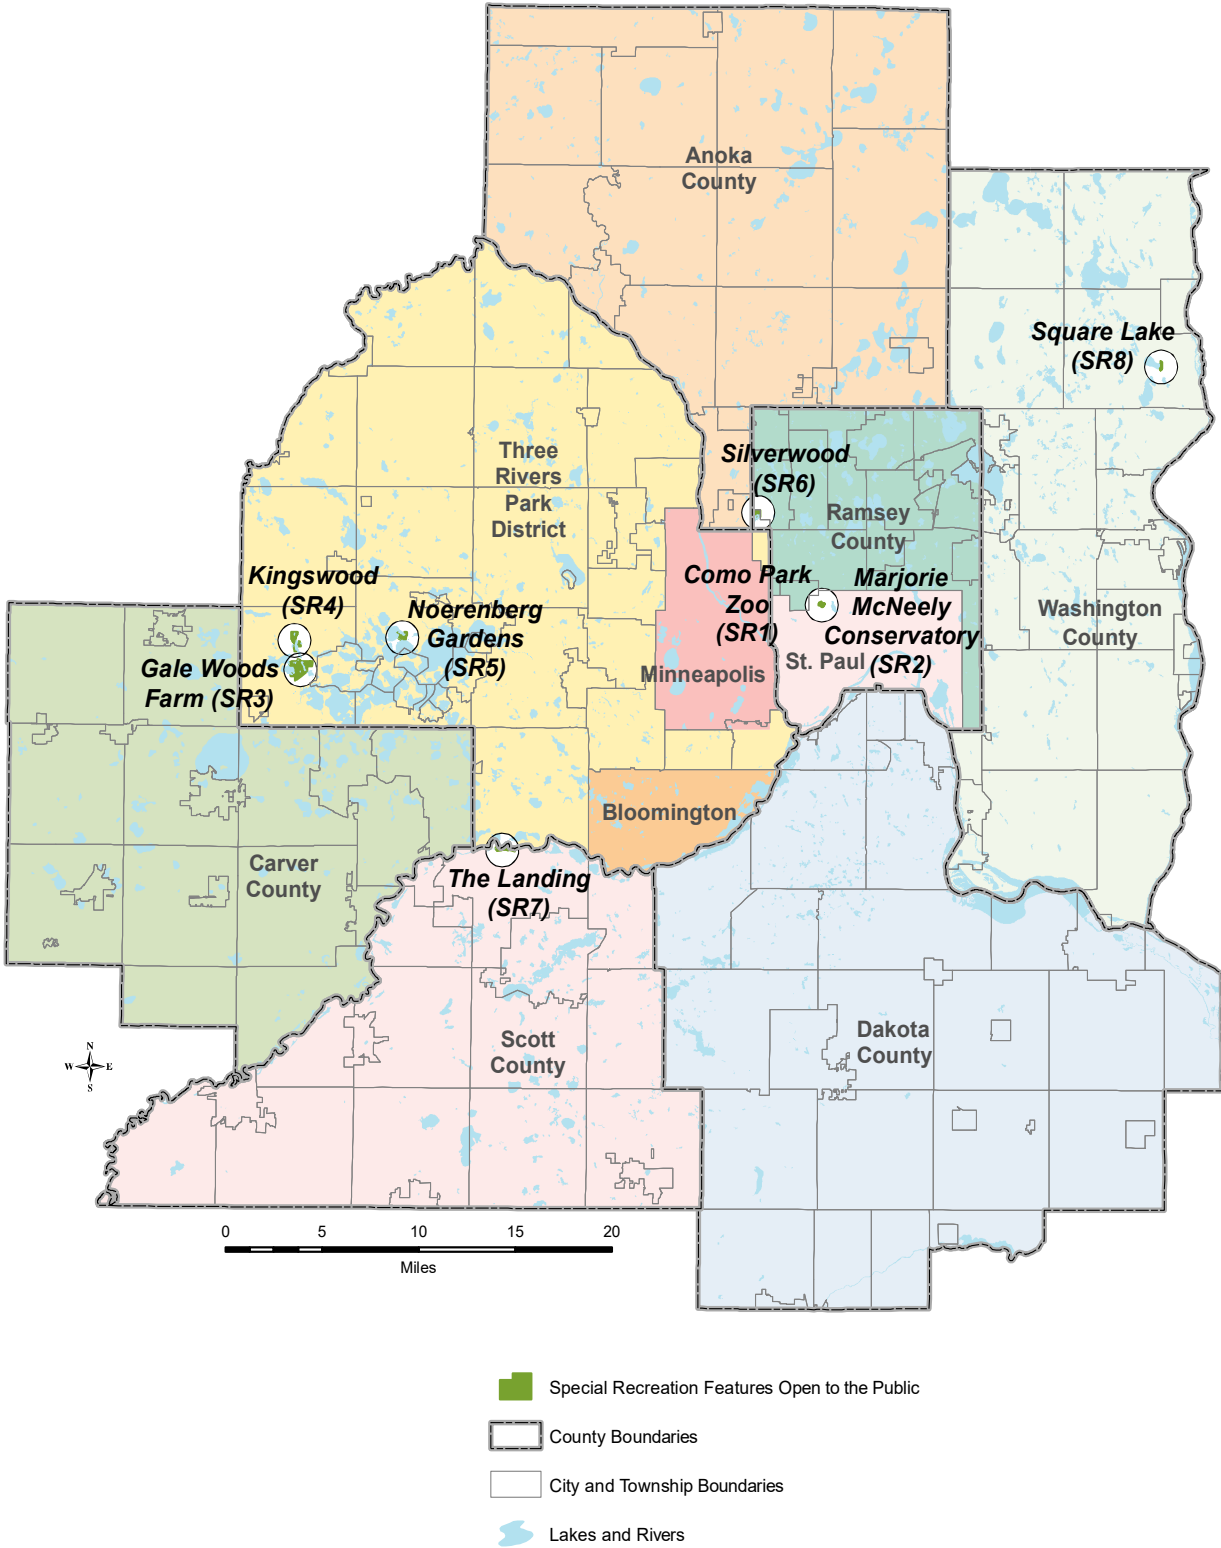 Anoka
County
Square Lake
(SR8)
Three
Rivers
Park
District
Silverwood
(SR6)
Ramsey
County
Kingswood
(SR4)
Noerenberg
Gardens
(SR5)
Como Park
Zoo
(SR1)
Marjorie
McNeely
Conservatory
(SR2)
Washington
County
Gale Woods
Farm (SR3)
Minneapolis
St. Paul
Bloomington
Carver
County
The Landing
(SR7)
Scott
County
Dakota
County
N
W E
S
0 5 10 15 20
Miles
Special Recreation Features Open to the Public
County Boundaries
City and Township Boundaries
Lakes and Rivers